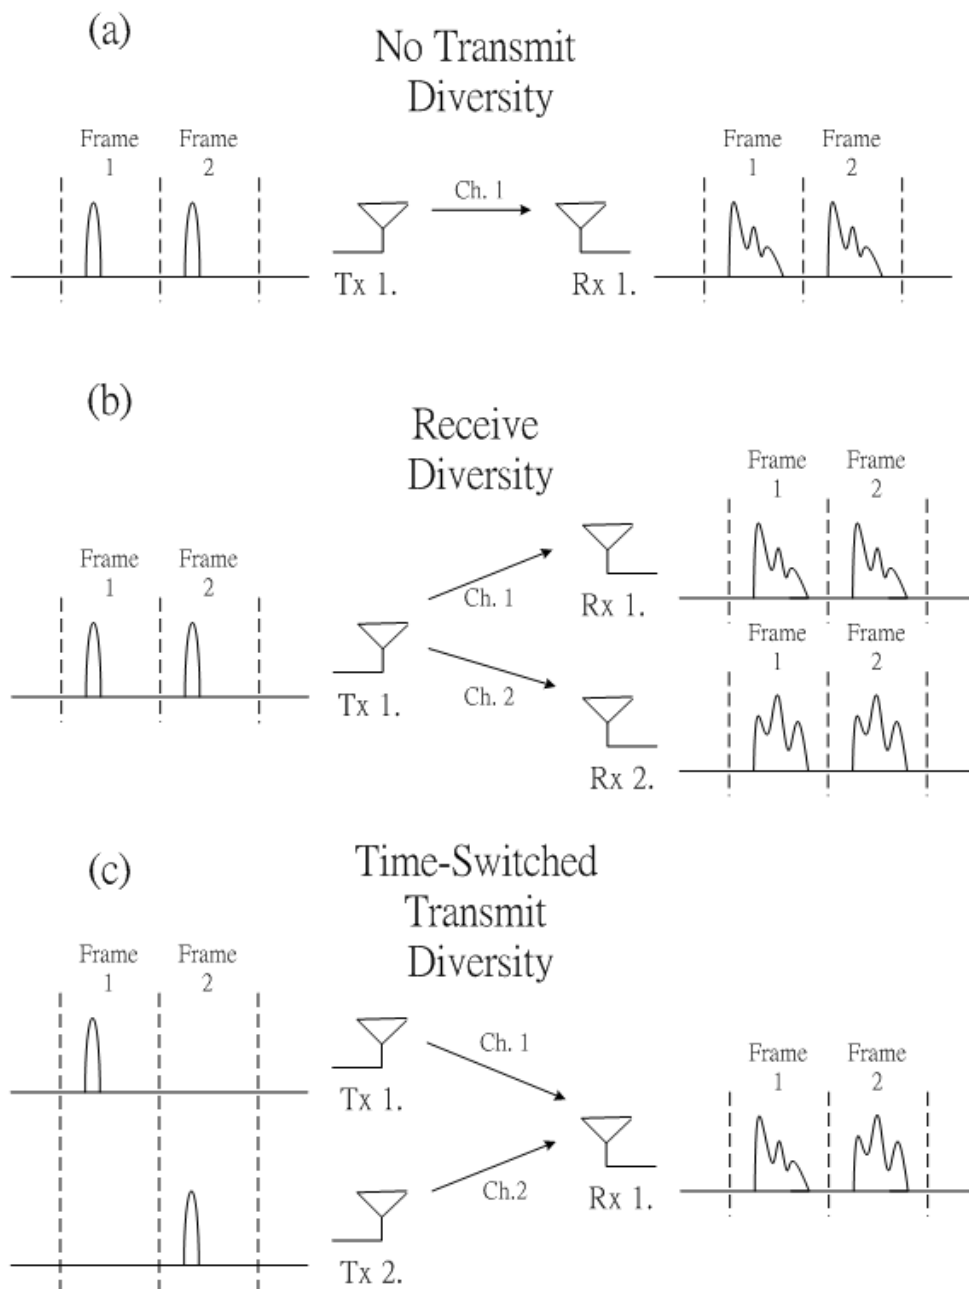 (a)
No Transmit
Diversity
Frame
1
Frame
2
Ch. 1
Tx 1.
Rx 1.
Frame
1
Frame
2
(b)
Receive
Diversity
Frame
1
Frame
2
Ch. 1
Ch. 2
Tx 1.
Rx 1.
Rx 2.
Frame
1
Frame
2
Frame
1
Frame
2
(c)
Time-Switched
Transmit
Diversity
Frame
1
Frame
2
Ch. 1
Tx 1.
Ch.2
Tx 2.
Rx 1.
Frame
1
Frame
2